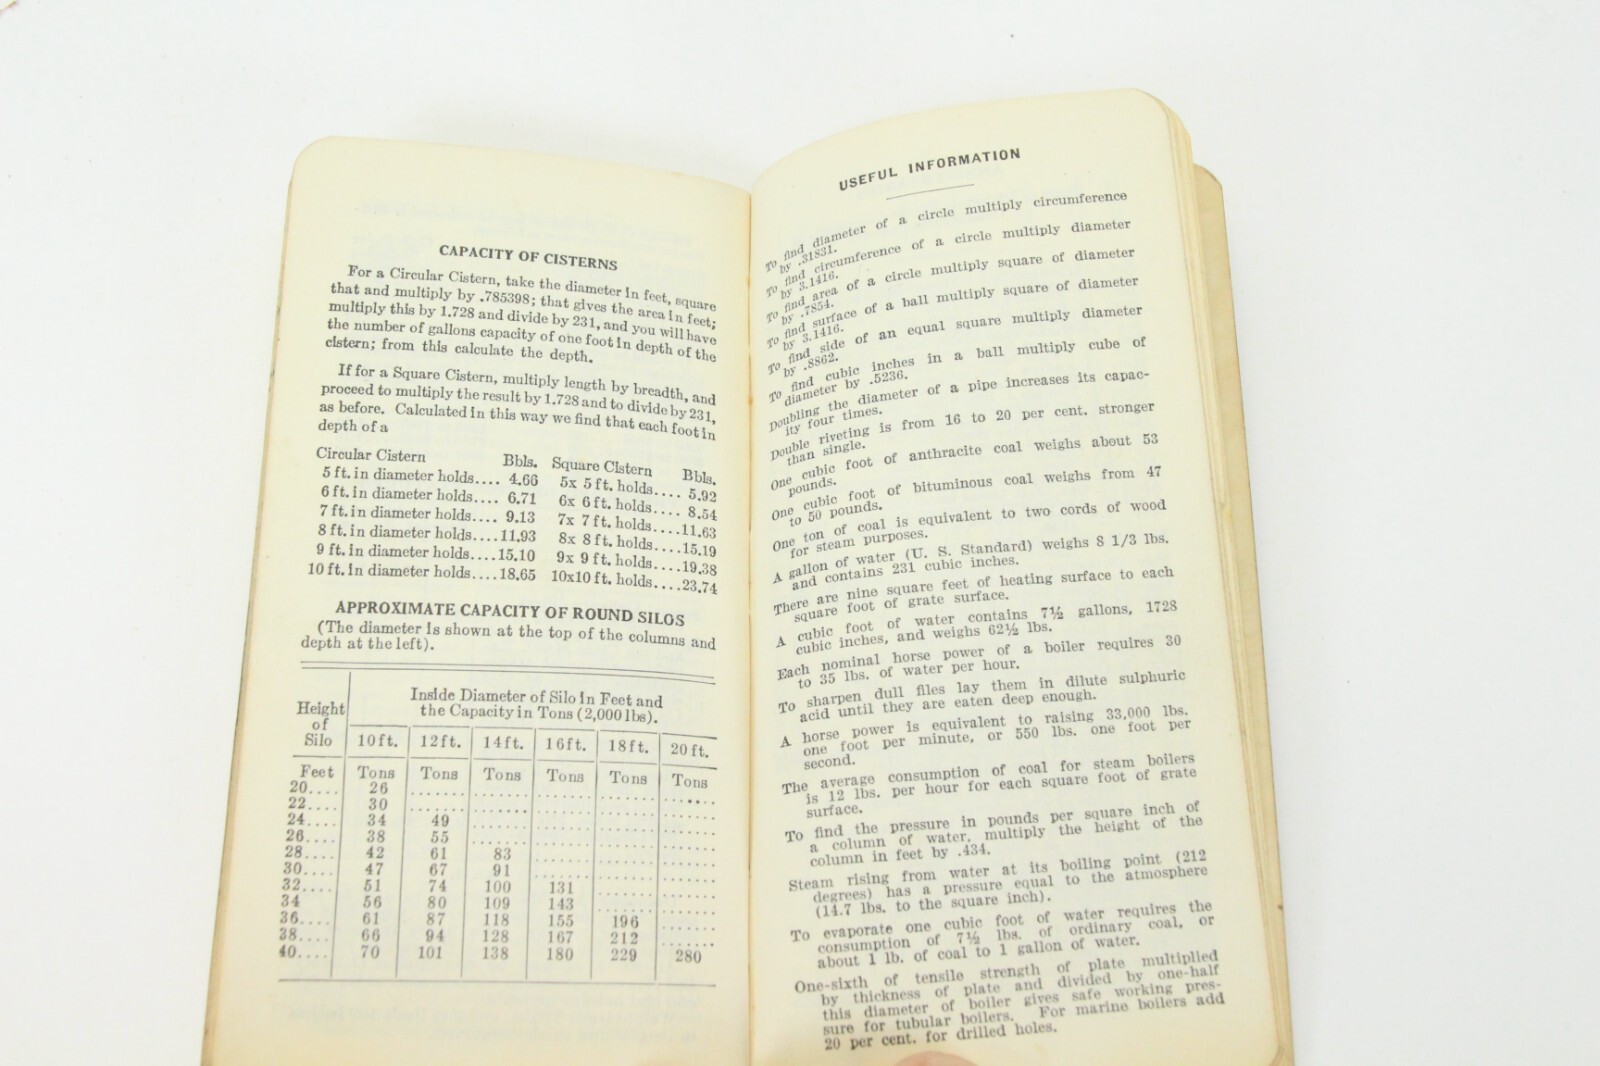 CAPACITY OF CISTERNS
For a Circular Cistern, take the diameter in feet, square
that and multiply by .785398; that gives the area in feet;
multiply this by 1.728 and divide by 231, and you will have
the number of gallons capacity of one foot in depth of the
cistern; from this calculate the depth.
If for a Square Cistern, multiply length by breadth, and
proceed to multiply the result by 1.728 and to divide by 231,
as before. Calculated in this way we find that each foot in
depth of a
Circular Cistern Bbls. Square Cistern Bbls.
5 ft. in diameter holds.... 4.66 5x 5 ft. holds.... 5.92
6 ft. in diameter holds.... 6.71 6x 6 ft. holds.... 8.54
7 ft. in diameter holds.... 9.13 7x 7 ft. holds....11.63
8 ft. in diameter holds....11.93 8x 8 ft. holds....15.19
9 ft. in diameter holds....15.10 9x 9 ft. holds....19.38
10 ft. in diameter holds....18.65 10x10 ft. holds....23.74
APPROXIMATE CAPACITY OF ROUND SILOS
(The diameter is shown at the top of the columns and
depth at the left).
Height of Silo
Inside Diameter of Silo in Feet and
the Capacity in Tons (2,000 lbs).
10 ft. 12 ft. 14 ft. 16 ft. 18 ft. 20 ft.
Feet Tons Tons Tons Tons Tons Tons
20.... 26 ....... ....... ....... ....... .......
22.... 30 ....... ....... ....... ....... .......
24.... 34 49 ....... ....... ....... .......
26.... 38 55 ....... ....... ....... .......
28.... 42 61 83 ....... ....... .......
30.... 47 67 91 ....... ....... .......
32.... 51 74 100 131 ....... .......
34 56 80 109 143 ....... .......
36.... 61 87 118 155 196 .......
38.... 66 94 128 167 212 .......
40.... 70 101 138 180 229 280
USEFUL INFORMATION
To find diameter of a circle multiply circumference
by .31831.
To find circumference of a circle multiply diameter
by 3.1416.
To find area of a circle multiply square of diameter
by .7854.
To find surface of a ball multiply square of diameter
by 3.1416.
To find side of an equal square multiply diameter
by .8862.
To find cubic inches in a ball multiply cube of
diameter by .5236.
Doubling the diameter of a pipe increases its capac-
ity four times.
Double riveting is from 16 to 20 per cent. stronger
than single.
One cubic foot of anthracite coal weighs about 53
pounds.
One cubic foot of bituminous coal weighs from 47
to 50 pounds.
One ton of coal is equivalent to two cords of wood
for steam purposes.
A gallon of water (U. S. Standard) weighs 8 1/3 lbs.
and contains 231 cubic inches.
There are nine square feet of heating surface to each
square foot of grate surface.
A cubic foot of water contains 7½ gallons, 1728
cubic inches, and weighs 62½ lbs.
Each nominal horse power of a boiler requires 30
to 35 lbs. of water per hour.
To sharpen dull files lay them in dilute sulphuric
acid until they are eaten deep enough.
A horse power is equivalent to raising 33,000 lbs.
one foot per minute, or 550 lbs. one foot per
second.
The average consumption of coal for steam boilers
is 12 lbs. per hour for each square foot of grate
surface.
To find the pressure in pounds per square inch of
a column of water, multiply the height of the
column in feet by .434.
Steam rising from water at its boiling point (212
degrees) has a pressure equal to the atmosphere
(14.7 lbs. to the square inch).
To evaporate one cubic foot of water requires the
consumption of 7½ lbs. of ordinary coal, or
about 1 lb. of coal to 1 gallon of water.
One-sixth of tensile strength of plate multiplied
by thickness of plate and divided by one-half
this diameter of boiler gives safe working pres-
sure for tubular boilers. For marine boilers add
20 per cent. for drilled holes.